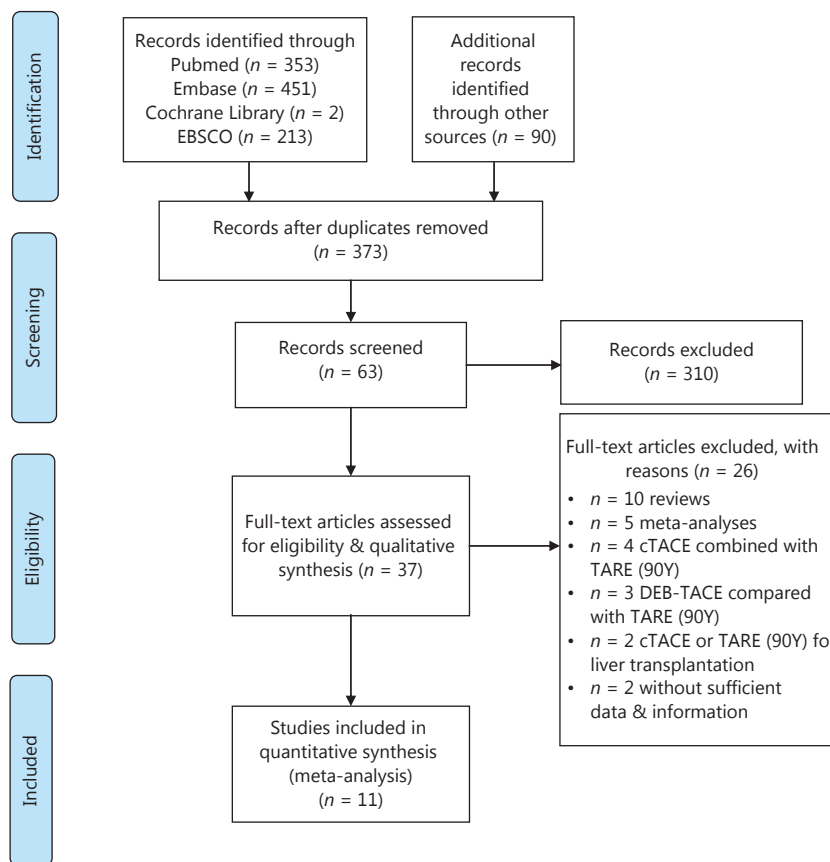 Identification
Records identified through
Pubmed (n = 353)
Embase (n = 451)
Cochrane Library (n = 2)
EBSCO (n = 213)
Additional
records
identified
through other
sources (n = 90)
Records after duplicates removed
(n = 373)
Screening
Records screened
(n = 63)
Records excluded
(n = 310)
Eligibility
Full-text articles assessed
for eligibility & qualitative
synthesis (n = 37)
Full-text articles excluded, with
reasons (n = 26)
• n = 10 reviews
• n = 5 meta-analyses
• n = 4 cTACE combined with
TARE (90Y)
• n = 3 DEB-TACE compared
with TARE (90Y)
• n = 2 cTACE or TARE (90Y) fo
liver transplantation
• n = 2 without sufficient
data & information
Included
Studies included in
quantitative synthesis
(meta-analysis)
(n = 11)